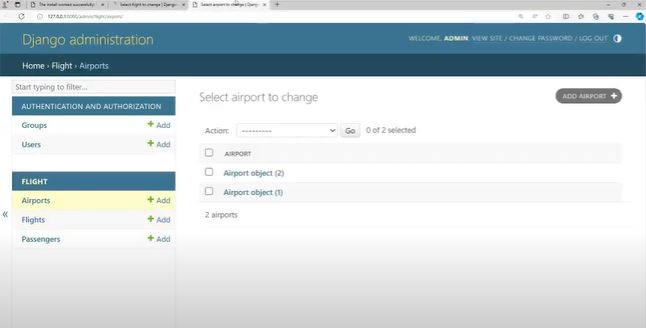 The install worked successfully!
Select flight to change | Django
Select airport to change | Djang
127.0.0.1:8000/admin/flight/airport/
Django administration
WELCOME, ADMIN. VIEW SITE / CHANGE PASSWORD / LOG OUT
Home › Flight › Airports
Start typing to filter...
AUTHENTICATION AND AUTHORIZATION
Groups + Add
Users + Add
FLIGHT
Airports + Add
Flights + Add
Passengers + Add
«
Select airport to change
ADD AIRPORT +
Action: --------- Go 0 of 2 selected
AIRPORT
Airport object (2)
Airport object (1)
2 airports